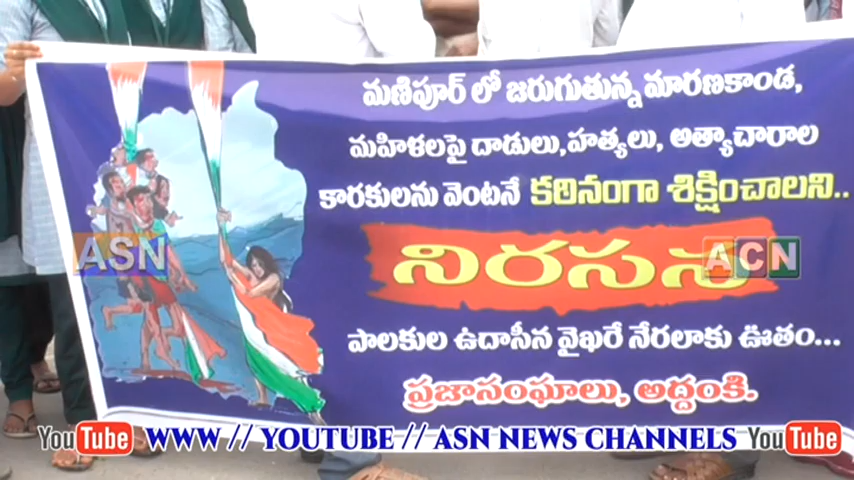 మణిపూర్ లో జరుగుతున్న మారణకాండ,
మహిళలపై దాడులు,హత్యలు, అత్యాచారాల
కారకులను వెంటనే కఠినంగా శిక్షించాలని..
ASN
నిరసన
ACN
పాలకుల ఉదాసీన వైఖరే నేరలాకు ఊతం...
ప్రజాసంఘాలు, అద్దంకి.
YouTube WWW // YOUTUBE // ASN NEWS CHANNELS YouTube